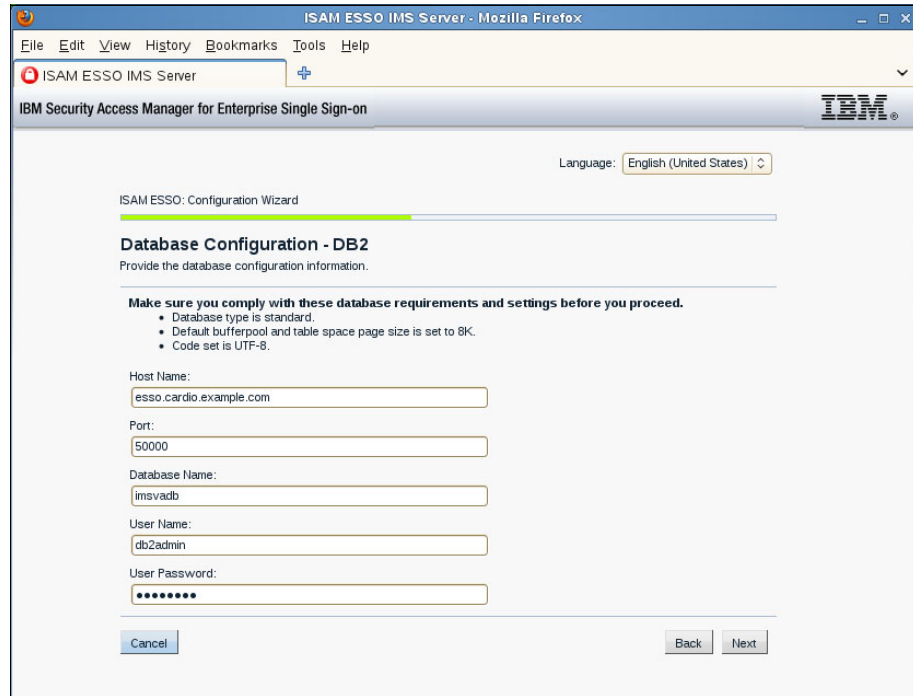 ISAM ESSO IMS Server - Mozilla Firefox
File Edit View History Bookmarks Tools Help
ISAM ESSO IMS Server
IBM Security Access Manager for Enterprise Single Sign-on
IBM®
Language: English (United States)
ISAM ESSO: Configuration Wizard
Database Configuration - DB2
Provide the database configuration information.
Make sure you comply with these database requirements and settings before you proceed.
• Database type is standard.
• Default bufferpool and table space page size is set to 8K.
• Code set is UTF-8.
Host Name:
esso.cardio.example.com
Port:
50000
Database Name:
imsvadb
User Name:
db2admin
User Password:
••••••••
Cancel Back Next